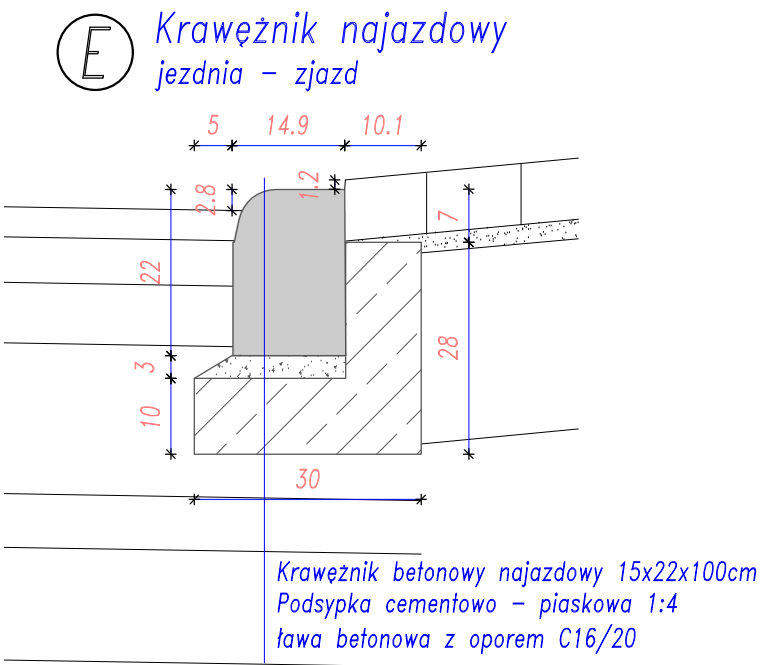 E
Krawężnik najazdowy
jezdnia – zjazd
5 14.9 10.1
1.2
2.8
7
22
28
3
10
30
Krawężnik betonowy najazdowy 15x22x100cm
Podsypka cementowo – piaskowa 1:4
ława betonowa z oporem C16/20